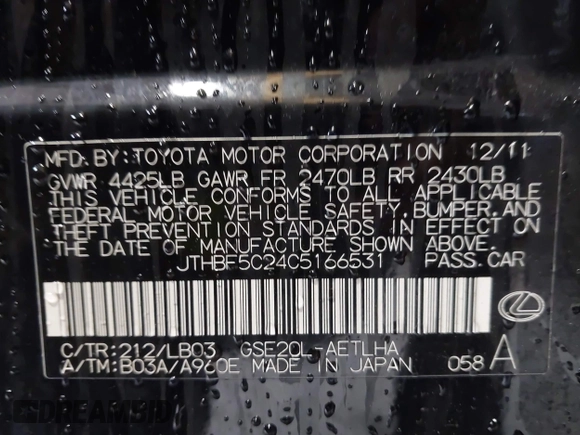 MFD. BY: TOYOTA MOTOR CORPORATION 12/11
GVWR 4425LB GAWR FR 2470LB RR 2430LB
THIS VEHICLE CONFORMS TO ALL APPLICABLE
FEDERAL MOTOR VEHICLE SAFETY, BUMPER, AND
THEFT PREVENTION STANDARDS IN EFFECT ON
THE DATE OF MANUFACTURE SHOWN ABOVE.
JTHBF5C24C5166531 PASS. CAR
C/TR: 212/LB03 GSE20L-AETLHA
A/TM: B03A/A960E MADE IN JAPAN 058 A
DREAMBID